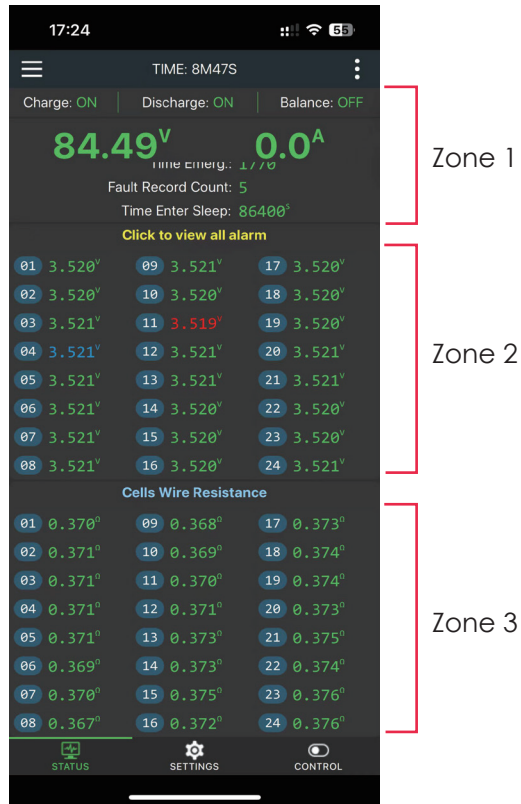 17:24
55
TIME: 8M47S
Charge: ON Discharge: ON Balance: OFF
84.49V 0.0A
Time Emerg.: 1770
Fault Record Count: 5
Time Enter Sleep: 86400s
Click to view all alarm
01 3.520V 09 3.521V 17 3.520V
02 3.520V 10 3.520V 18 3.520V
03 3.521V 11 3.519V 19 3.520V
04 3.521V 12 3.521V 20 3.521V
05 3.521V 13 3.521V 21 3.521V
06 3.521V 14 3.520V 22 3.520V
07 3.521V 15 3.520V 23 3.520V
08 3.521V 16 3.520V 24 3.521V
Cells Wire Resistance
01 0.370Ω 09 0.368Ω 17 0.373Ω
02 0.371Ω 10 0.369Ω 18 0.374Ω
03 0.371Ω 11 0.370Ω 19 0.374Ω
04 0.371Ω 12 0.371Ω 20 0.373Ω
05 0.371Ω 13 0.373Ω 21 0.375Ω
06 0.369Ω 14 0.373Ω 22 0.374Ω
07 0.370Ω 15 0.375Ω 23 0.376Ω
08 0.367Ω 16 0.372Ω 24 0.376Ω
STATUS SETTINGS CONTROL
Zone 1
Zone 2
Zone 3